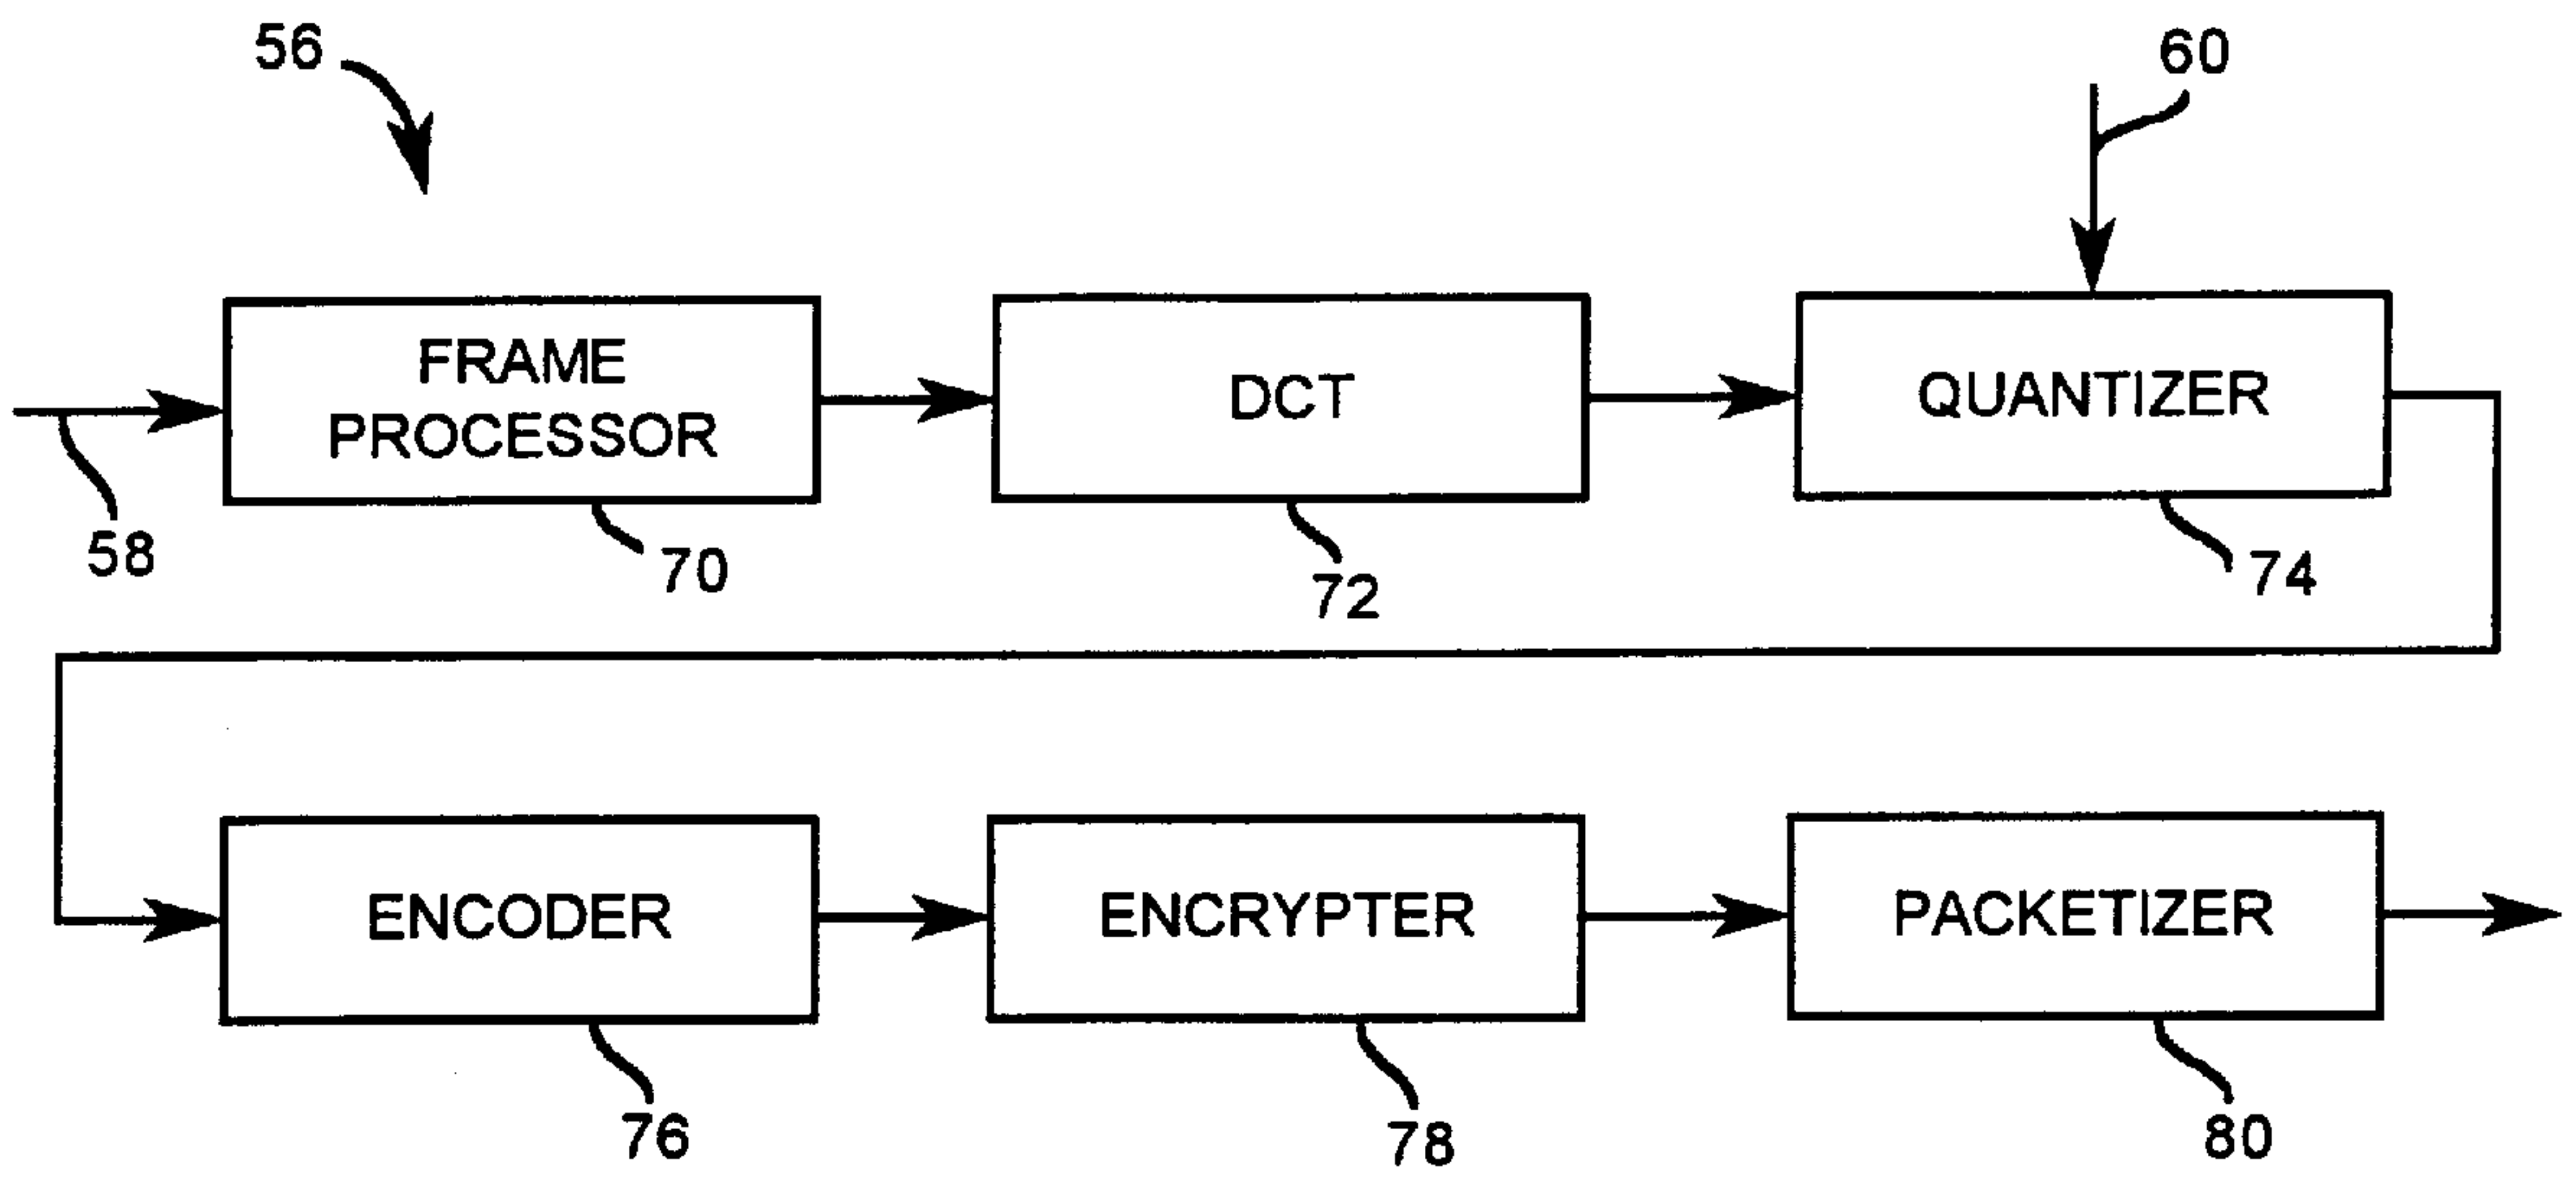 56
60
FRAME
PROCESSOR
DCT
QUANTIZER
58
70
72
74
ENCODER
ENCRYPTER
PACKETIZER
76
78
80